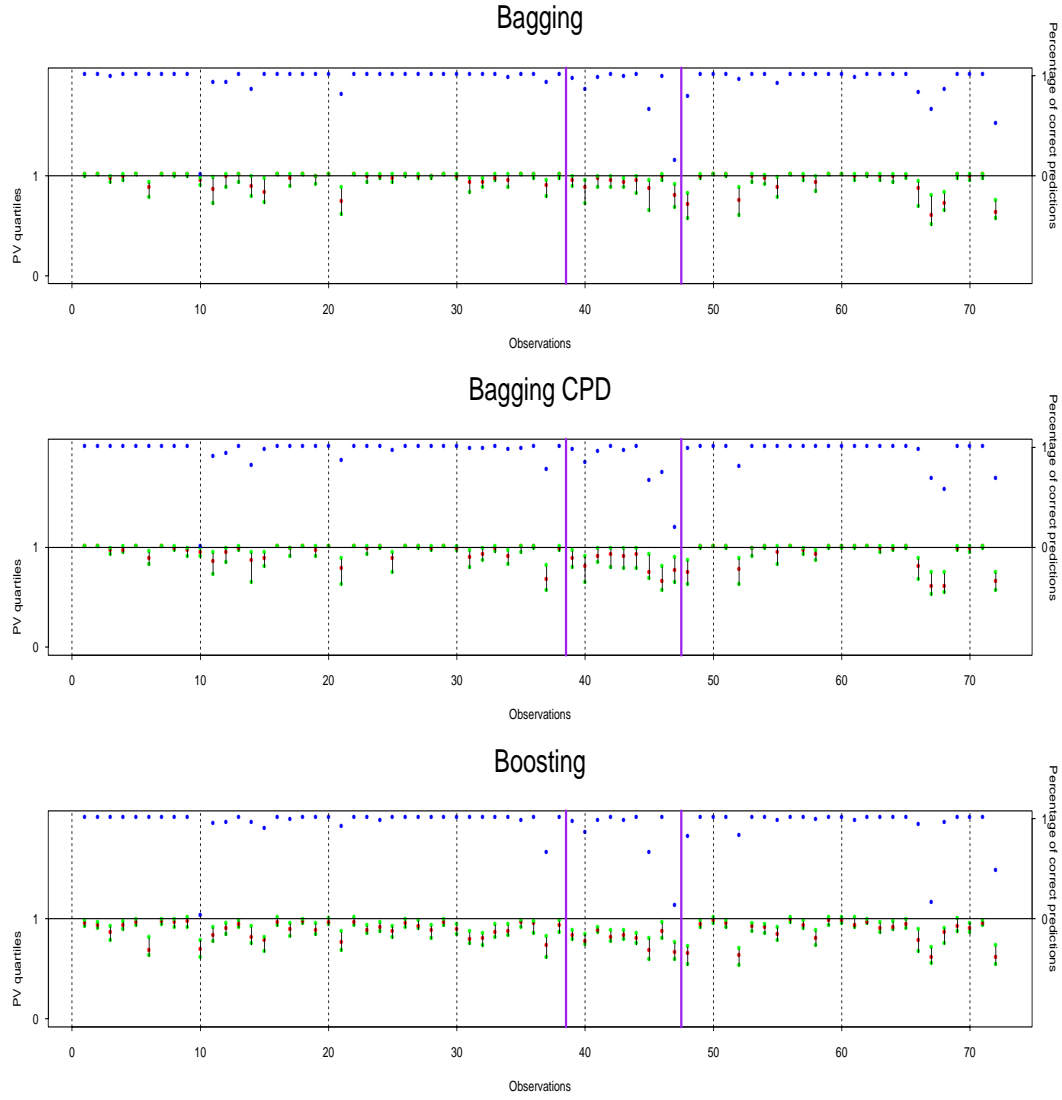 Bagging
1
0
PV quartiles
1
0
Percentage of correct predictions
0 10 20 30 40 50 60 70
Observations
Bagging CPD
1
0
PV quartiles
1
0
Percentage of correct predictions
0 10 20 30 40 50 60 70
Observations
Boosting
1
0
PV quartiles
1
0
Percentage of correct predictions
0 10 20 30 40 50 60 70
Observations